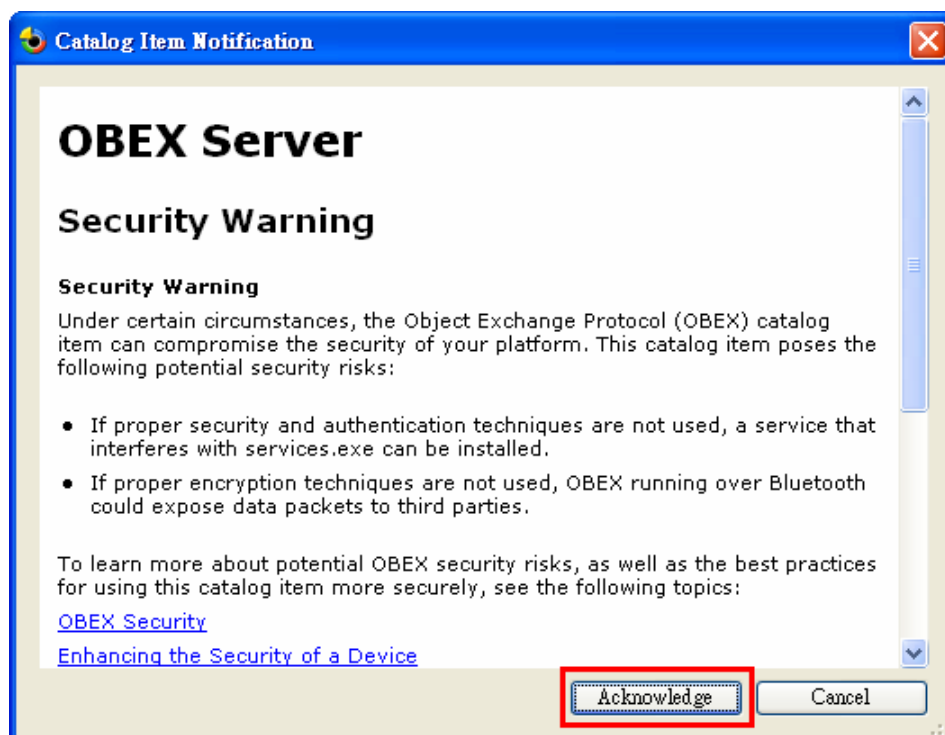 Catalog Item Notification
OBEX Server
Security Warning
Security Warning
Under certain circumstances, the Object Exchange Protocol (OBEX) catalog
item can compromise the security of your platform. This catalog item poses the
following potential security risks:
● If proper security and authentication techniques are not used, a service that
interferes with services.exe can be installed.
● If proper encryption techniques are not used, OBEX running over Bluetooth
could expose data packets to third parties.
To learn more about potential OBEX security risks, as well as the best practices
for using this catalog item more securely, see the following topics:
OBEX Security
Enhancing the Security of a Device
Acknowledge Cancel